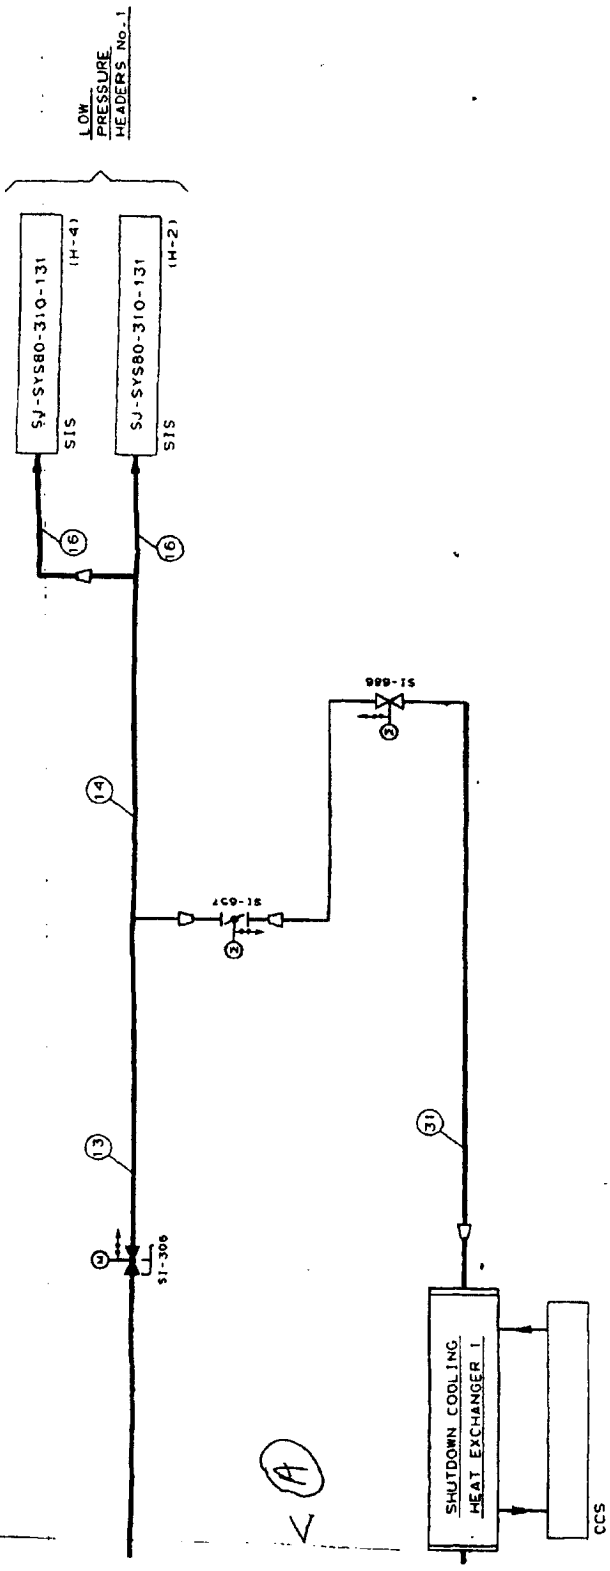 LOW
PRESSURE
HEADERS No. 1
SJ-SYS80-310-131
SIS
(H-4)
SJ-SYS80-310-131
SIS
(H-2)
16
16
14
13
M
SI-306
SI-657
M
SI-686
M
31
SHUTDOWN COOLING
HEAT EXCHANGER 1
CCS
A